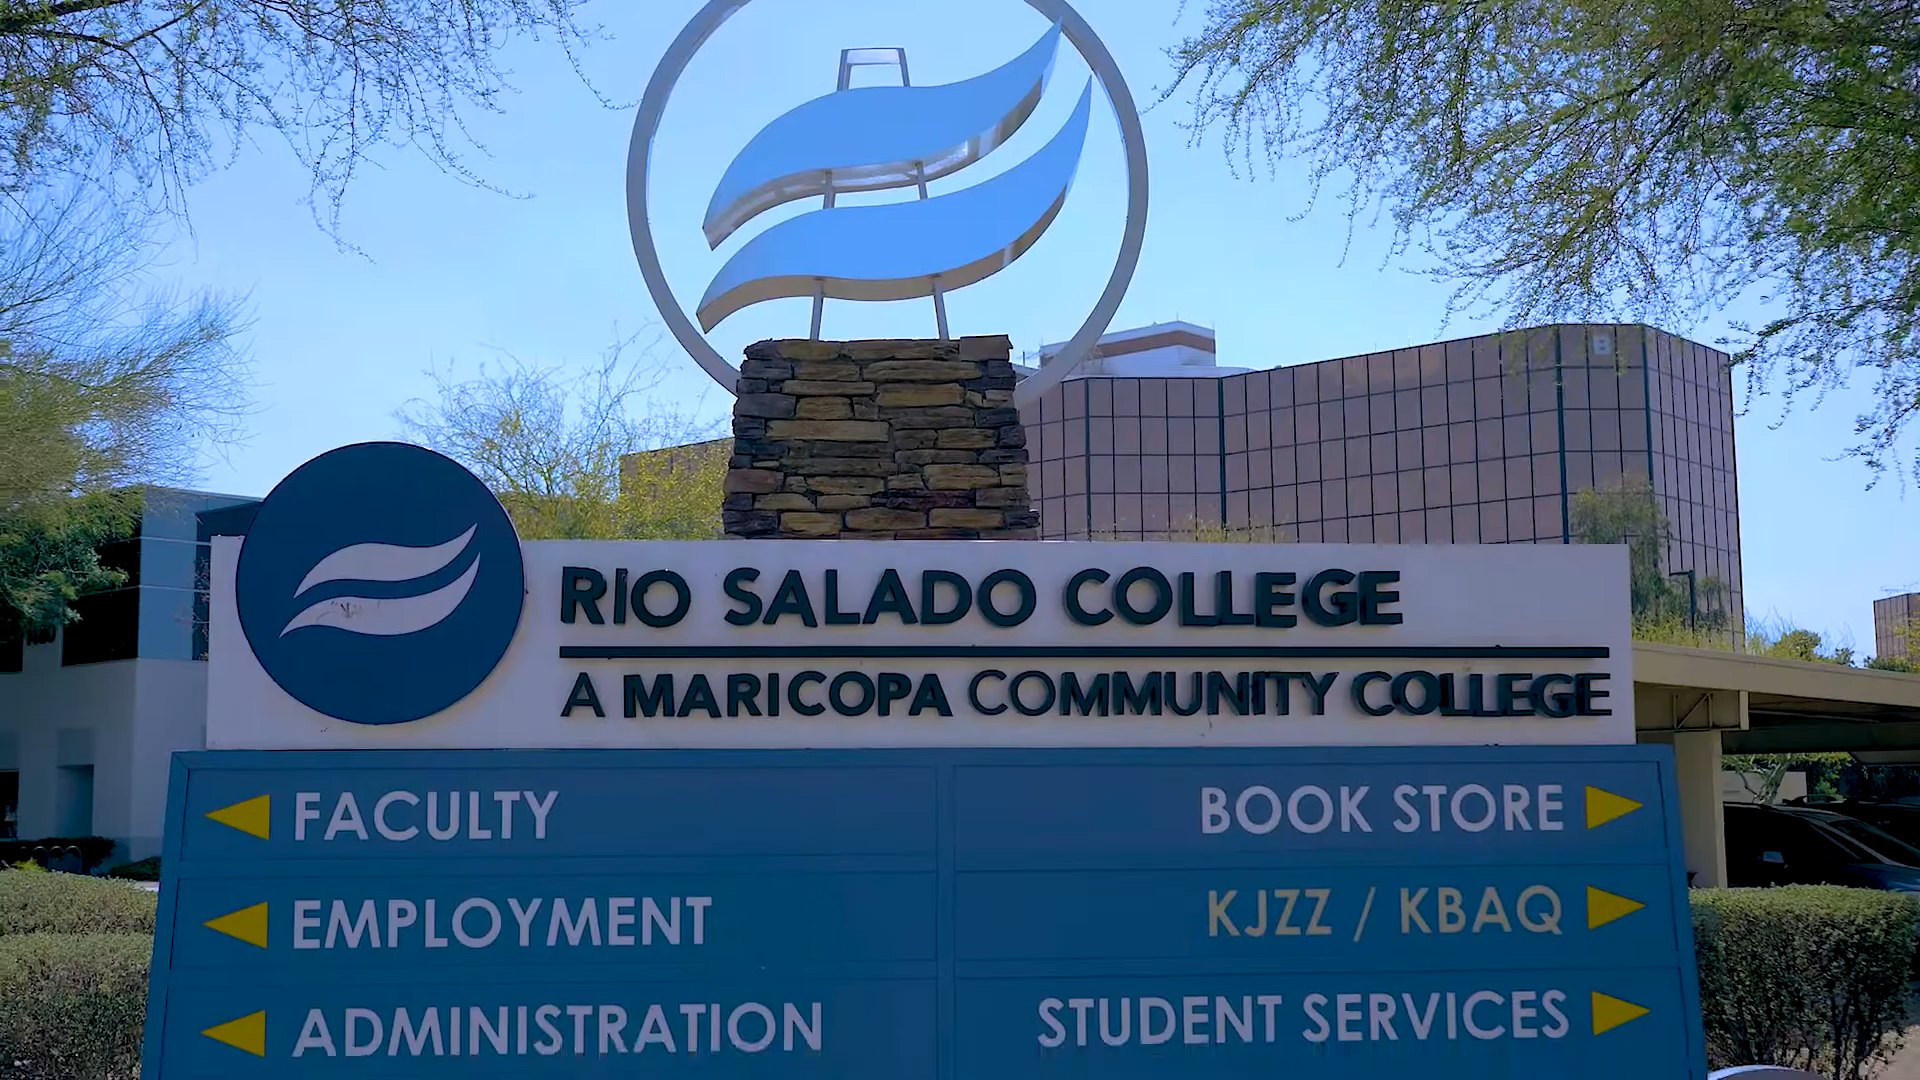 B
RIO SALADO COLLEGE
A MARICOPA COMMUNITY COLLEGE
FACULTY
BOOK STORE
EMPLOYMENT
KJZZ / KBAQ
ADMINISTRATION
STUDENT SERVICES